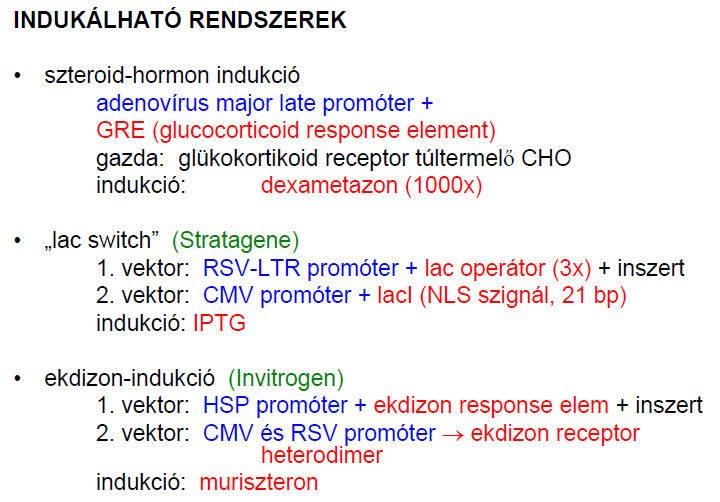 INDUKÁLHATÓ RENDSZEREK
• szteroid-hormon indukció
adenovírus major late promóter +
GRE (glucocorticoid response element)
gazda: glükokortikoid receptor túltermelő CHO
indukció: dexametazon (1000x)
• „lac switch” (Stratagene)
1. vektor: RSV-LTR promóter + lac operátor (3x) + inszert
2. vektor: CMV promóter + lacI (NLS szignál, 21 bp)
indukció: IPTG
• ekdizon-indukció (Invitrogen)
1. vektor: HSP promóter + ekdizon response elem + inszert
2. vektor: CMV és RSV promóter → ekdizon receptor
heterodimer
indukció: muriszteron